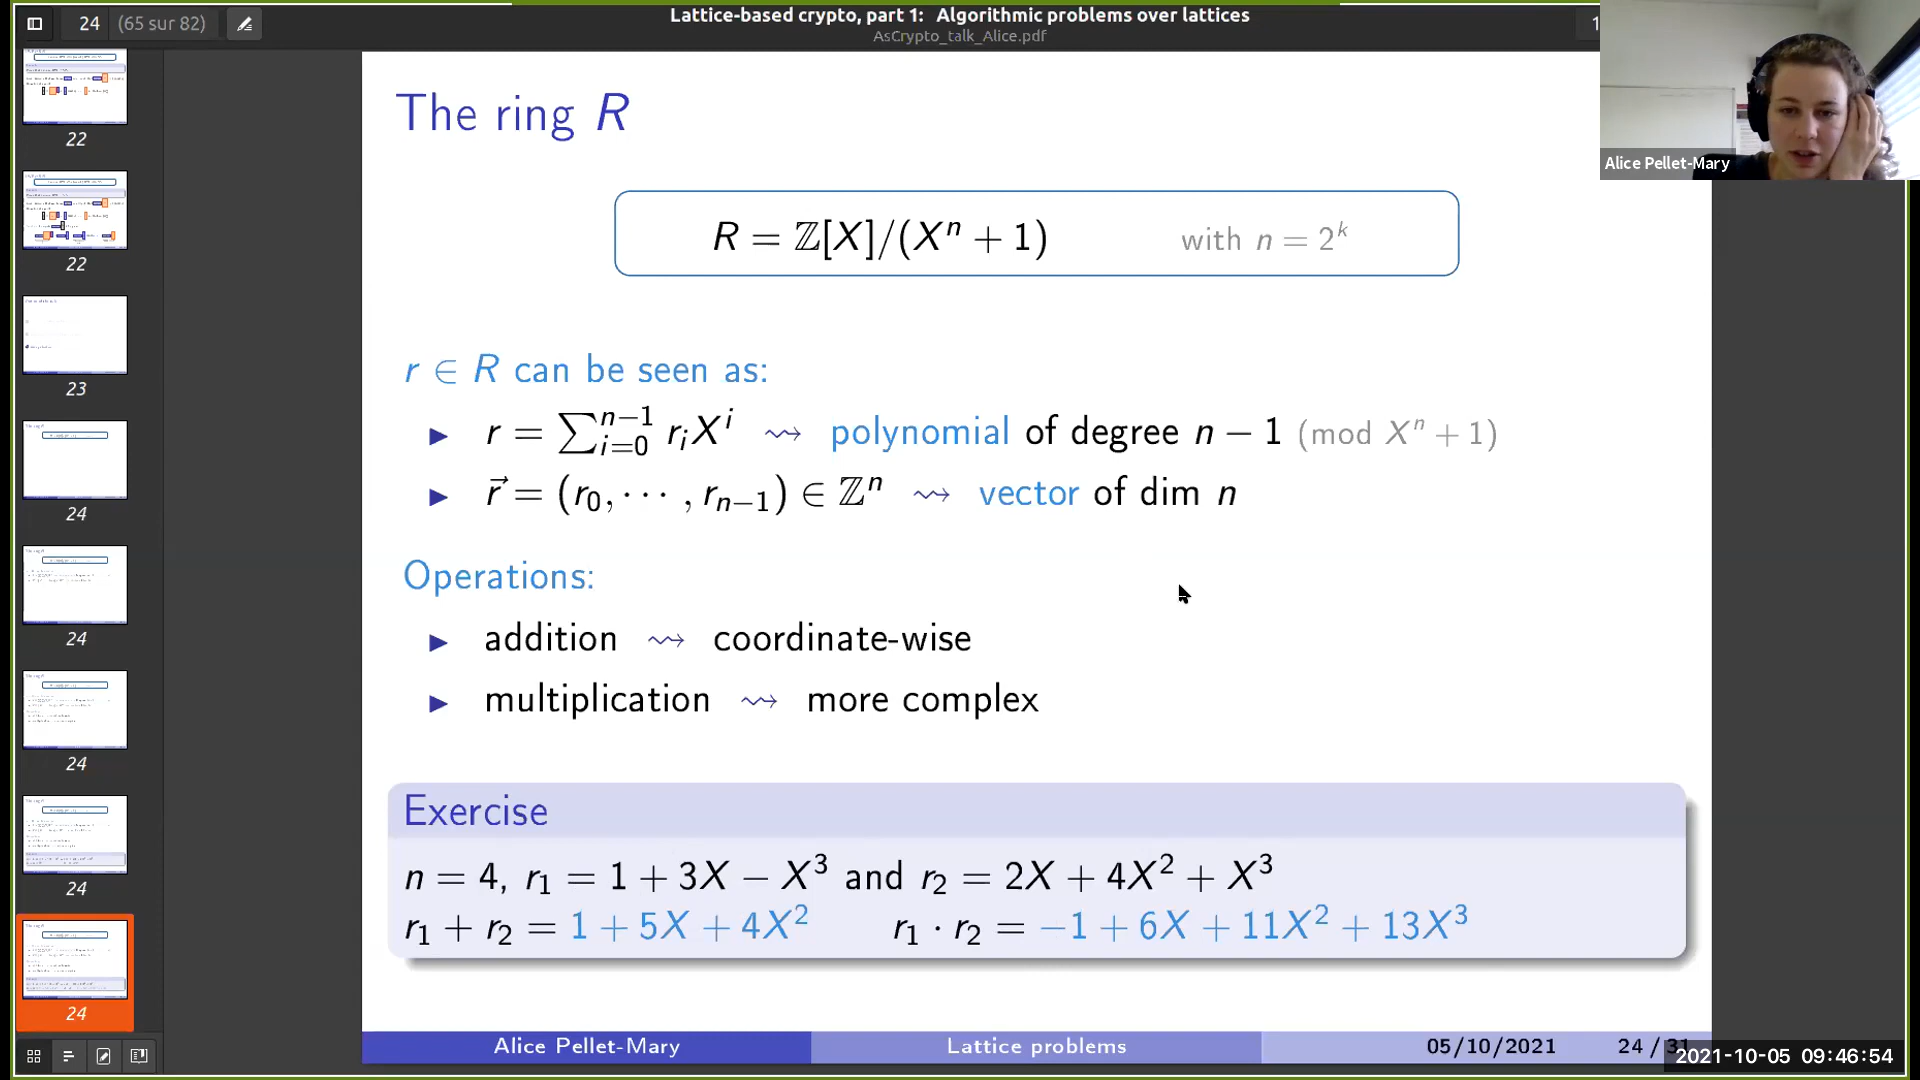 24 (65 sur 82)
Lattice-based crypto, part 1: Algorithmic problems over lattices
AsCrypto_talk_Alice.pdf
Alice Pellet-Mary
22
22
23
24
24
24
24
24
The ring R
R = ℤ[X]/(Xⁿ + 1) with n = 2ᵏ
r ∈ R can be seen as:
▶ r = ∑ᵢ₌₀ⁿ⁻¹ rᵢXⁱ ⇝ polynomial of degree n − 1 (mod Xⁿ + 1)
▶ r⃗ = (r₀, ⋯ , rₙ₋₁) ∈ ℤⁿ ⇝ vector of dim n
Operations:
▶ addition ⇝ coordinate-wise
▶ multiplication ⇝ more complex
Exercise
n = 4, r₁ = 1 + 3X − X³ and r₂ = 2X + 4X² + X³
r₁ + r₂ = 1 + 5X + 4X² r₁ · r₂ = −1 + 6X + 11X² + 13X³
Alice Pellet-Mary Lattice problems 05/10/2021 24 /
2021-10-05 09:46:54